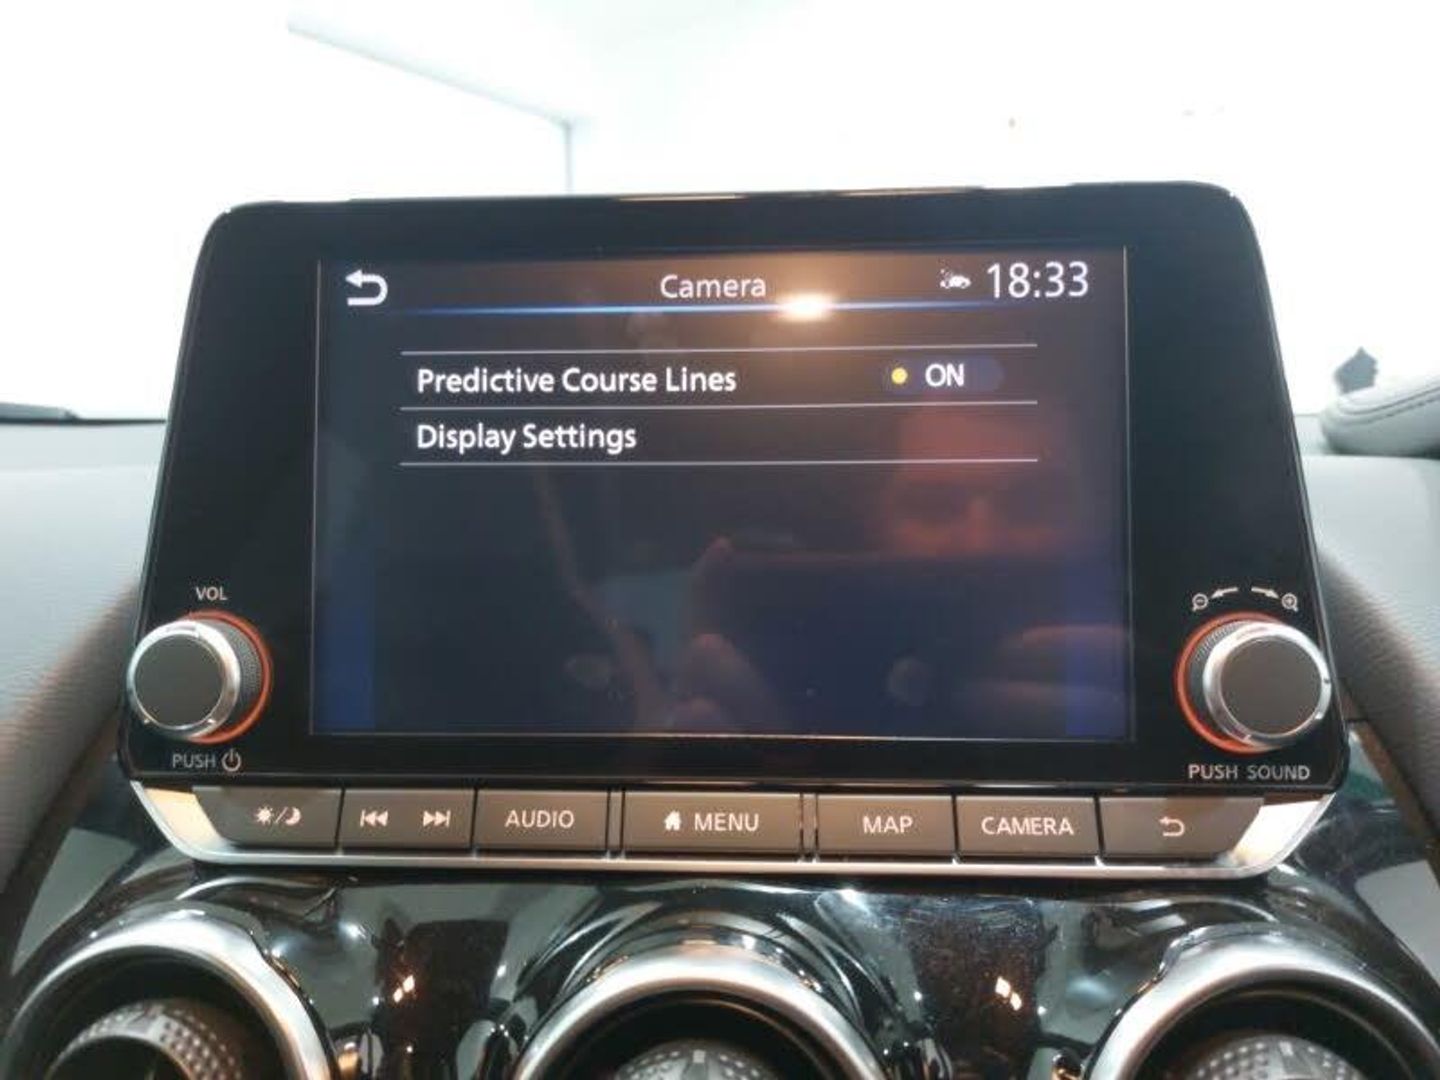 Camera
18:33
Predictive Course Lines
ON
Display Settings
VOL
PUSH
PUSH SOUND
AUDIO
MENU
MAP
CAMERA